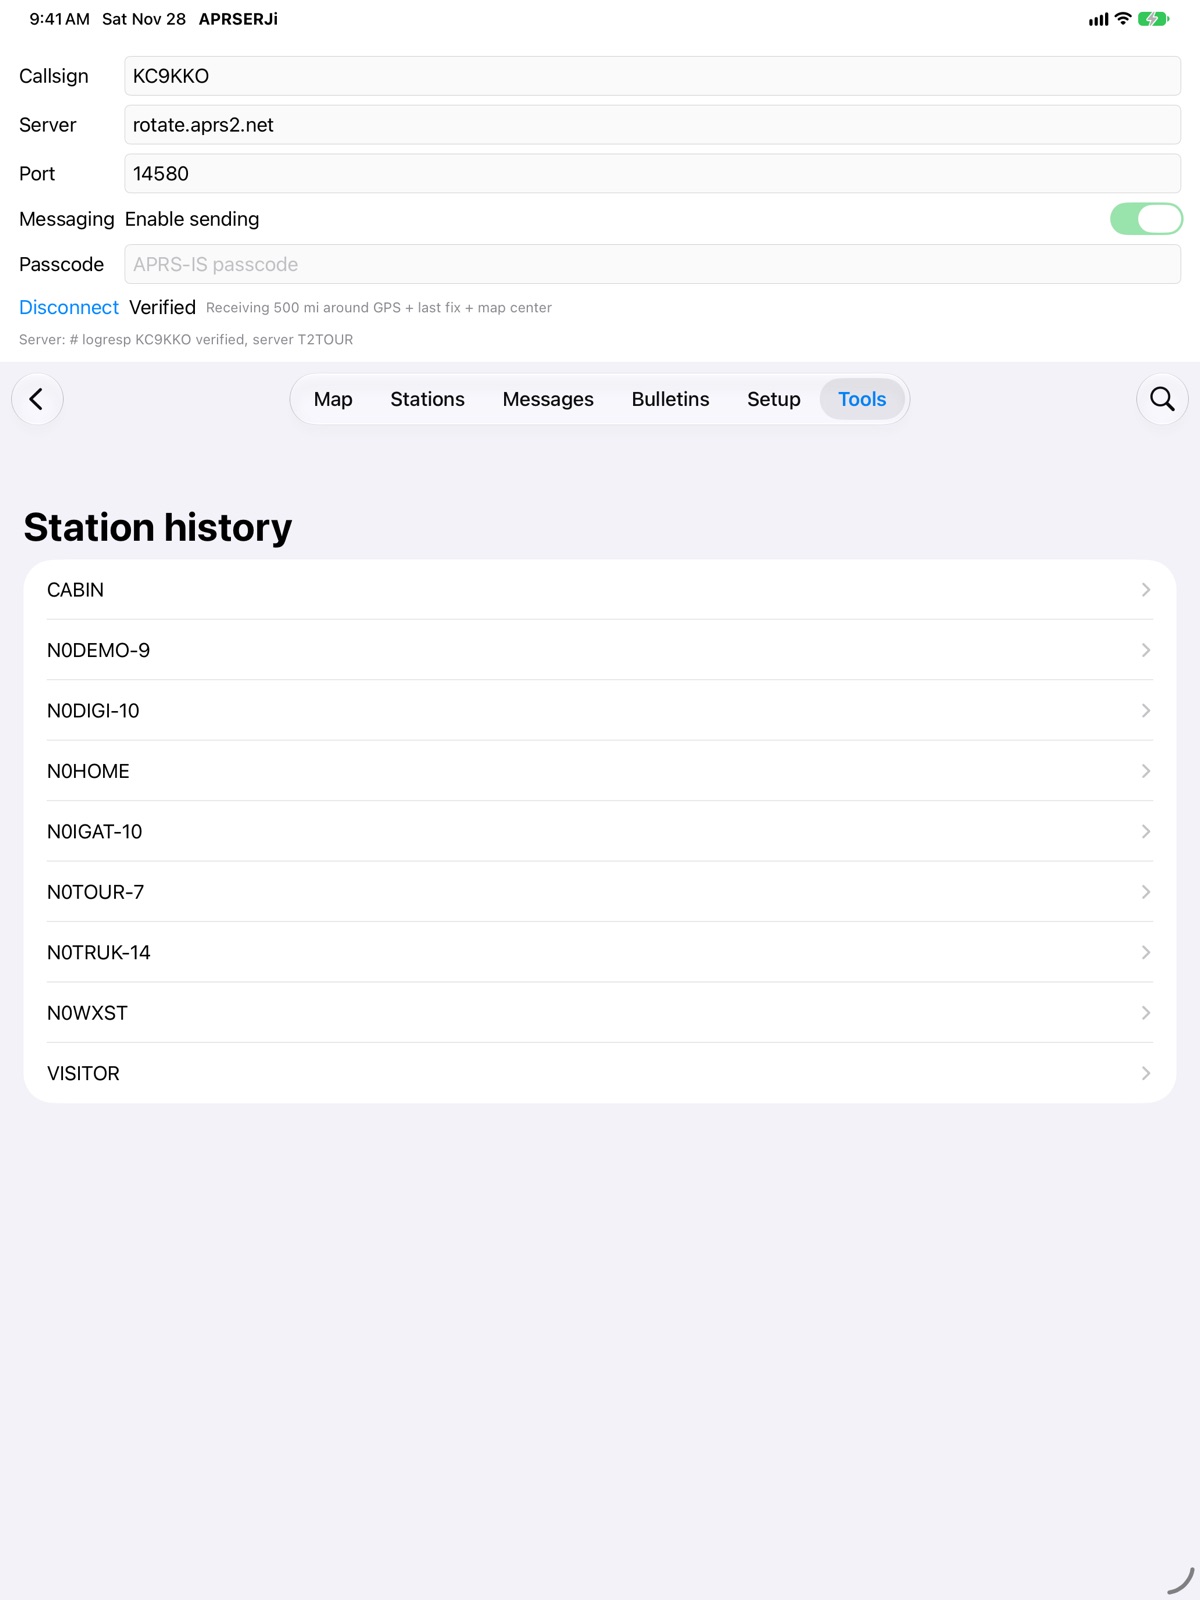 9:41 AM Sat Nov 28 APRSERJi
Callsign KC9KKO
Server rotate.aprs2.net
Port 14580
Messaging Enable sending
Passcode APRS-IS passcode
Disconnect Verified Receiving 500 mi around GPS + last fix + map center
Server: # logresp KC9KKO verified, server T2TOUR
Map Stations Messages Bulletins Setup Tools
Station history
CABIN
N0DEMO-9
N0DIGI-10
N0HOME
N0IGAT-10
N0TOUR-7
N0TRUK-14
N0WXST
VISITOR